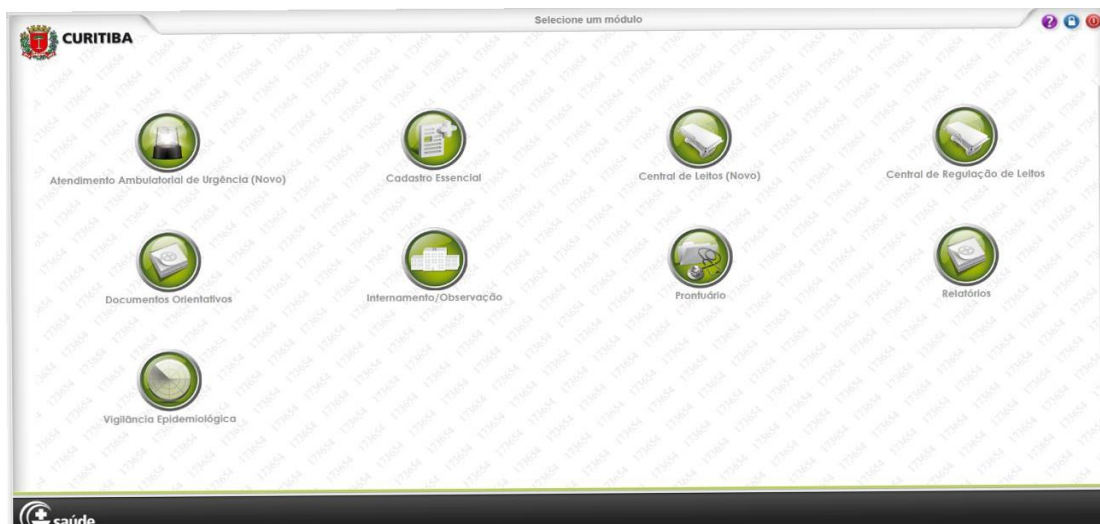 Selecione um módulo
CURITIBA
Atendimento Ambulatorial de Urgência (Novo)
Cadastro Essencial
Central de Leitos (Novo)
Central de Regulação de Leitos
Documentos Orientativos
Internamento/Observação
Prontuário
Relatórios
Vigilância Epidemiológica
saúde
173654